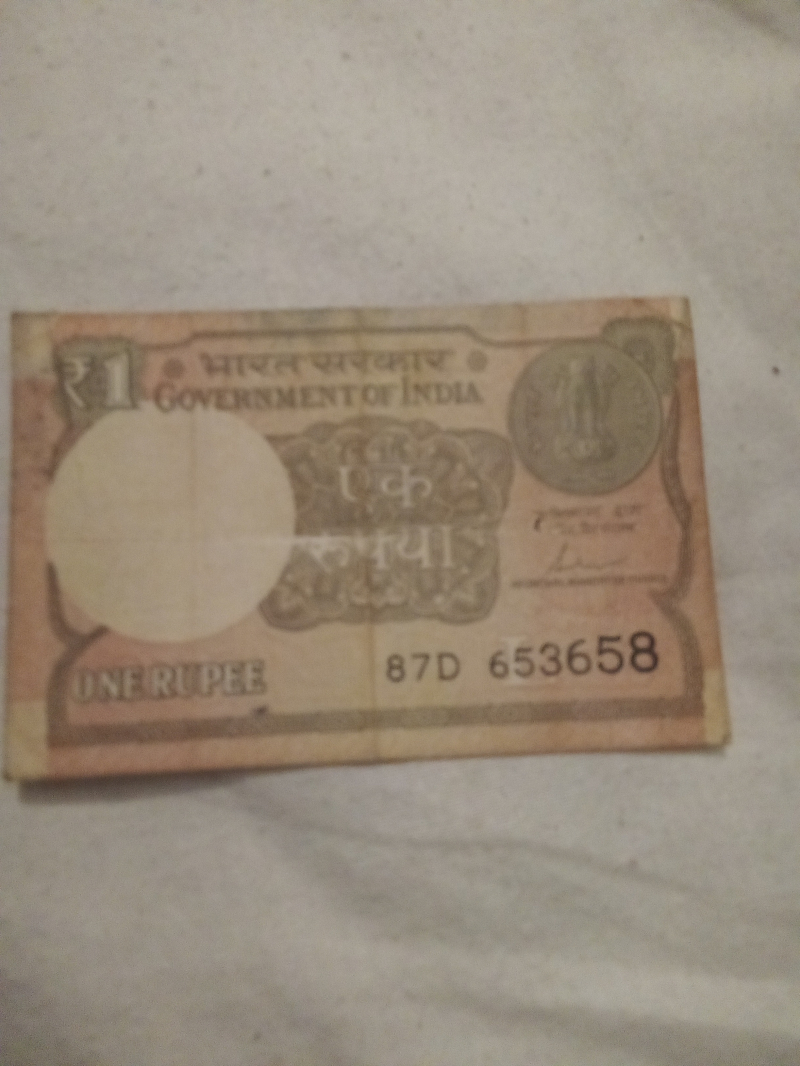 ₹1
भारत सरकार
GOVERNMENT OF INDIA
एक
रुपया
ONE RUPEE
87D 653658